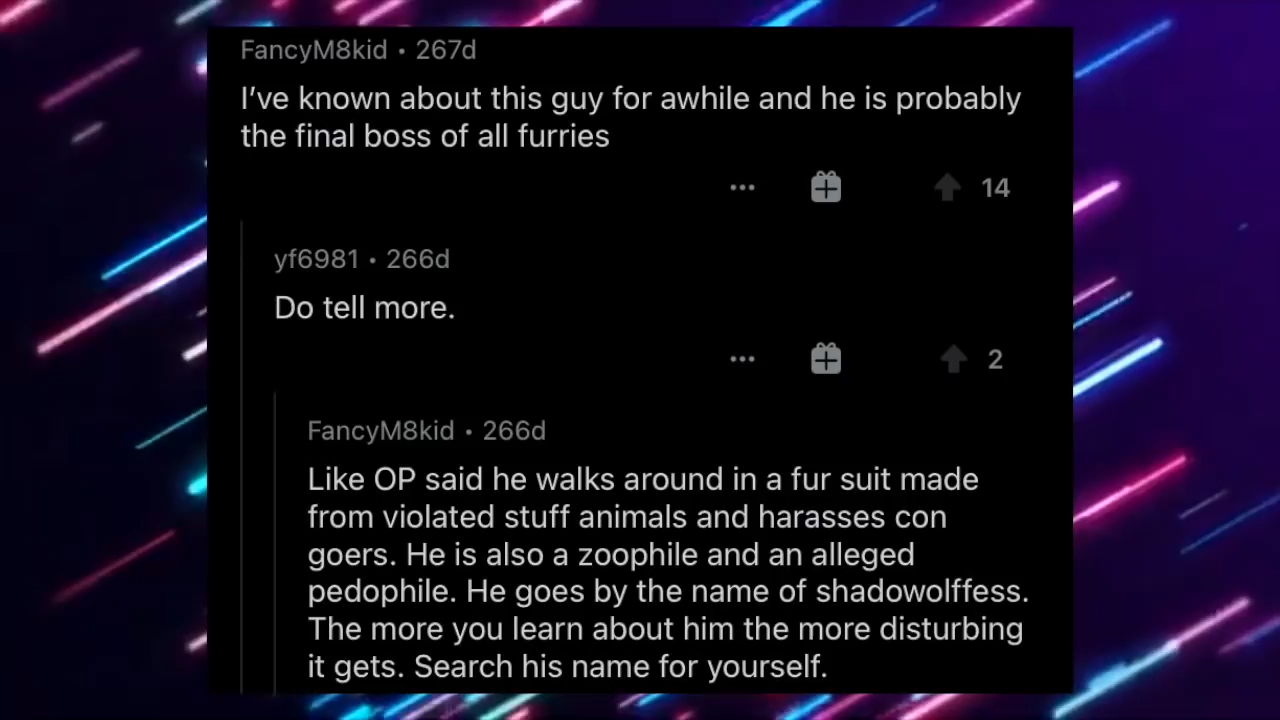 FancyM8kid • 267d
I've known about this guy for awhile and he is probably
the final boss of all furries
14
yf6981 • 266d
Do tell more.
2
FancyM8kid • 266d
Like OP said he walks around in a fur suit made
from violated stuff animals and harasses con
goers. He is also a zoophile and an alleged
pedophile. He goes by the name of shadowolffess.
The more you learn about him the more disturbing
it gets. Search his name for yourself.